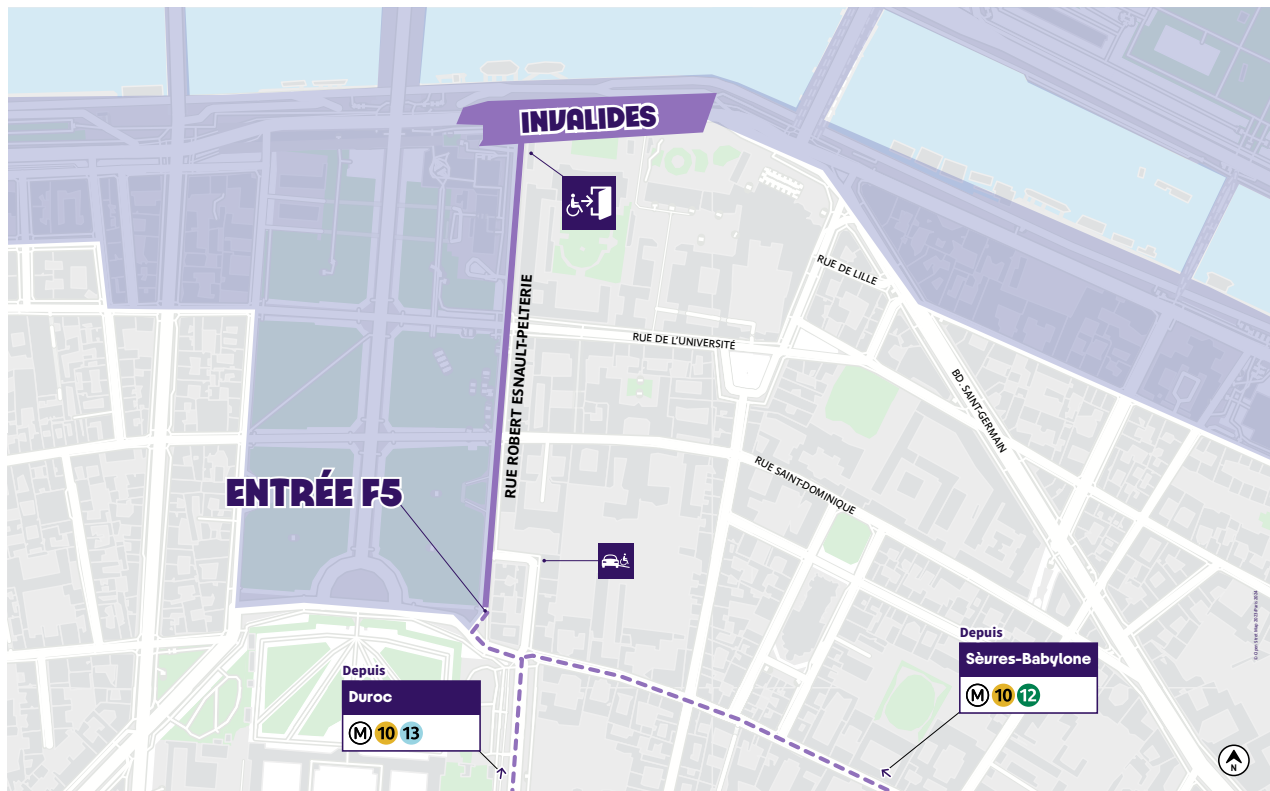 INVALIDES
RUE DE LILLE
RUE ROBERT ESNAULT-PELTERIE
RUE DE L'UNIVERSITÉ
BD. SAINT-GERMAIN
RUE SAINT-DOMINIQUE
ENTRÉE F5
Depuis
Sèvres-Babylone
M 10 12
Depuis
Duroc
M 10 13
N